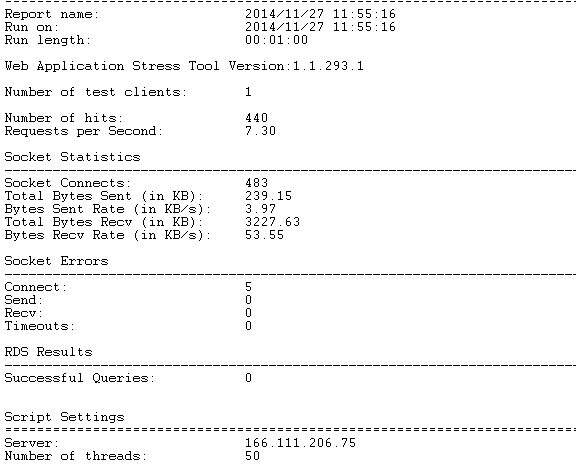 Report name: 2014/11/27 11:55:16
Run on: 2014/11/27 11:55:16
Run length: 00:01:00
Web Application Stress Tool Version:1.1.293.1
Number of test clients: 1
Number of hits: 440
Requests per Second: 7.30
Socket Statistics
Socket Connects: 483
Total Bytes Sent (in KB): 239.15
Bytes Sent Rate (in KB/s): 3.97
Total Bytes Recv (in KB): 3227.63
Bytes Recv Rate (in KB/s): 53.55
Socket Errors
Connect: 5
Send: 0
Recv: 0
Timeouts: 0
RDS Results
Successful Queries: 0
Script Settings
Server: 166.111.206.75
Number of threads: 50